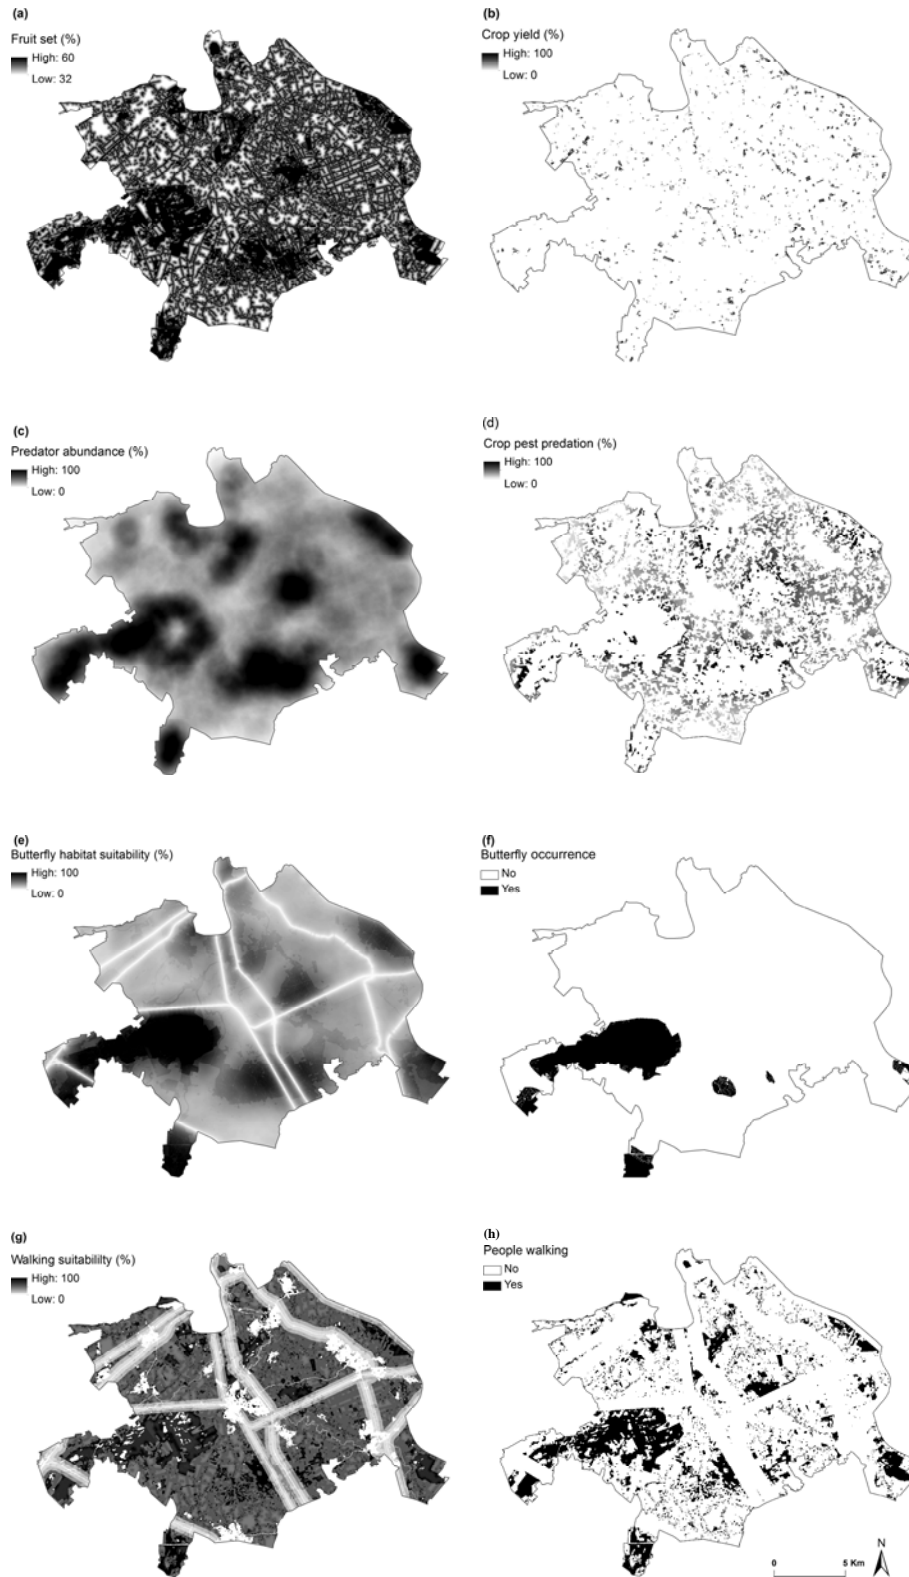 (a)
Fruit set (%)
High: 60
Low: 32
(b)
Crop yield (%)
High: 100
Low: 0
(c)
Predator abundance (%)
High: 100
Low: 0
(d)
Crop pest predation (%)
High: 100
Low: 0
(e)
Butterfly habitat suitability (%)
High: 100
Low: 0
(f)
Butterfly occurrence
No
Yes
(g)
Walking suitabililty (%)
High: 100
Low: 0
(h)
People walking
No
Yes
0 5 Km
N